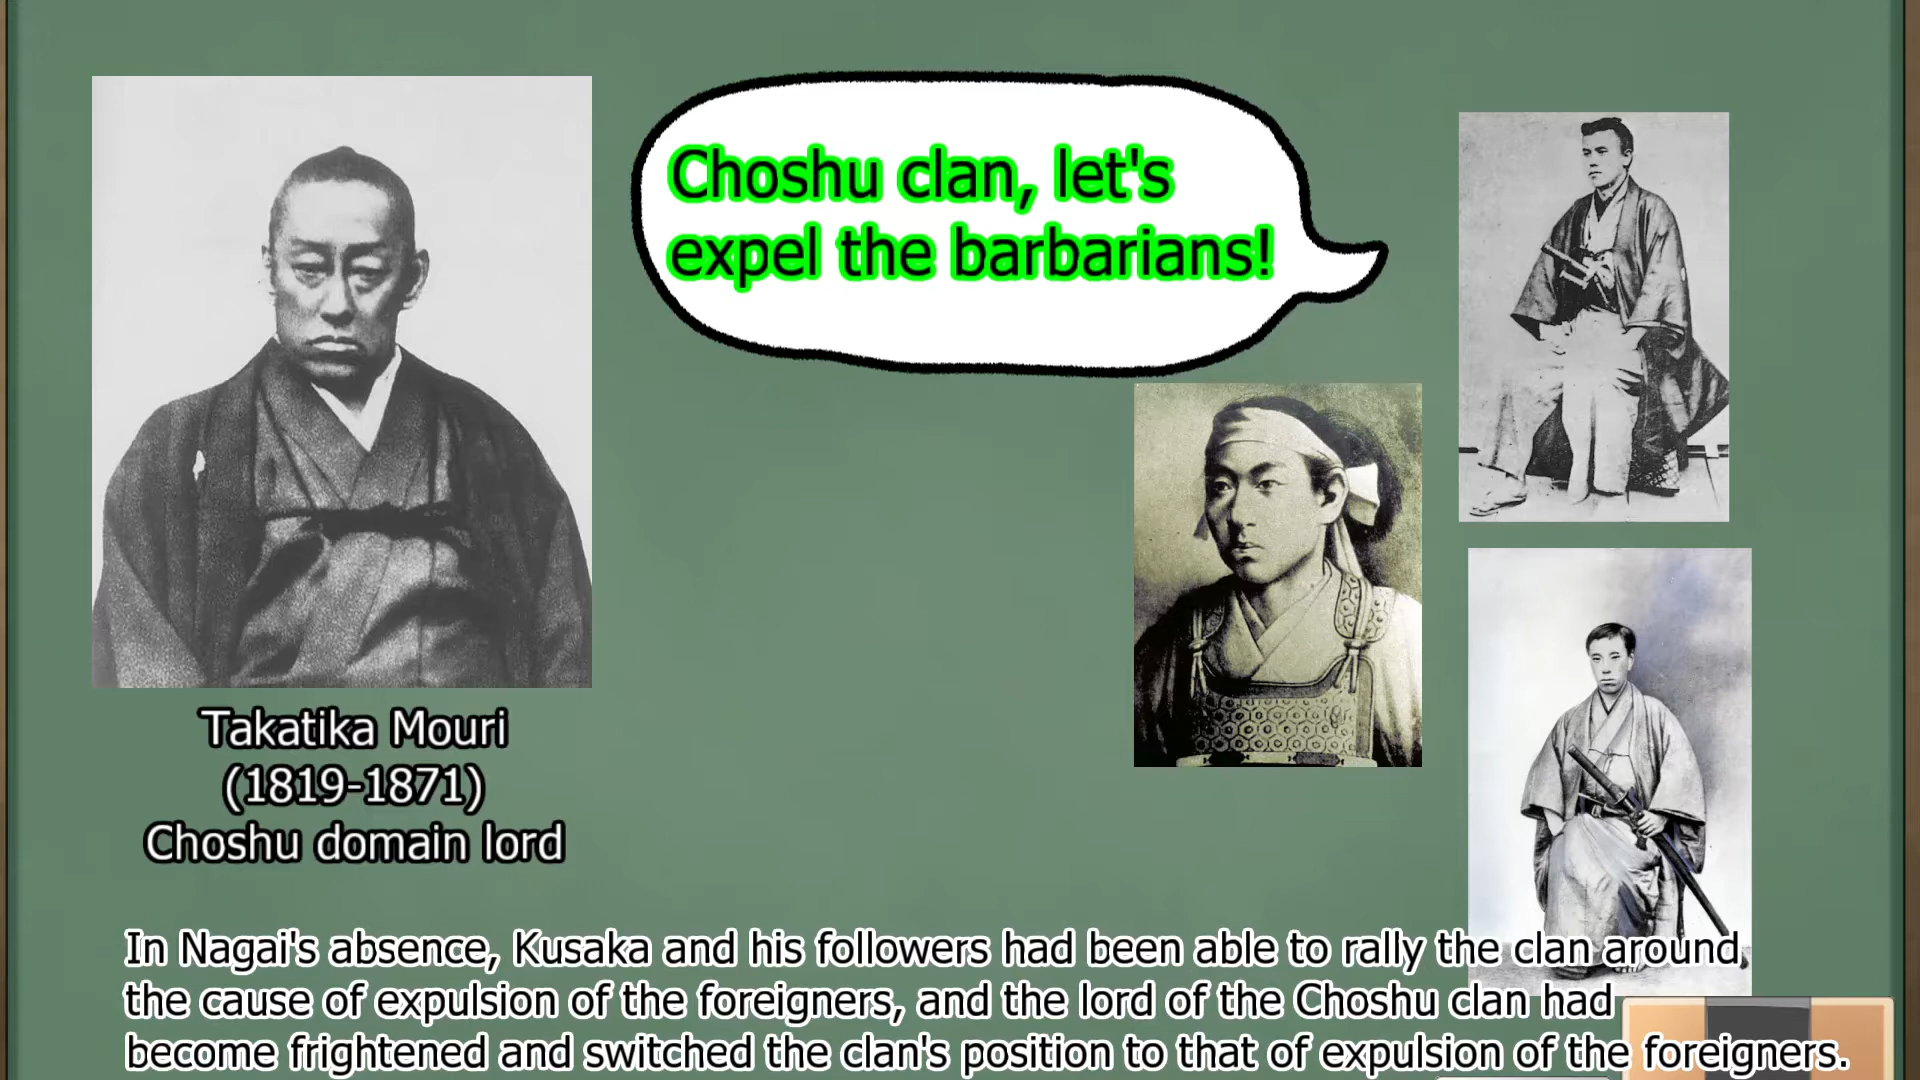 Choshu clan, let's
expel the barbarians!
Takatika Mouri
(1819-1871)
Choshu domain lord
In Nagai's absence, Kusaka and his followers had been able to rally the clan around
the cause of expulsion of the foreigners, and the lord of the Choshu clan had
become frightened and switched the clan's position to that of expulsion of the foreigners.